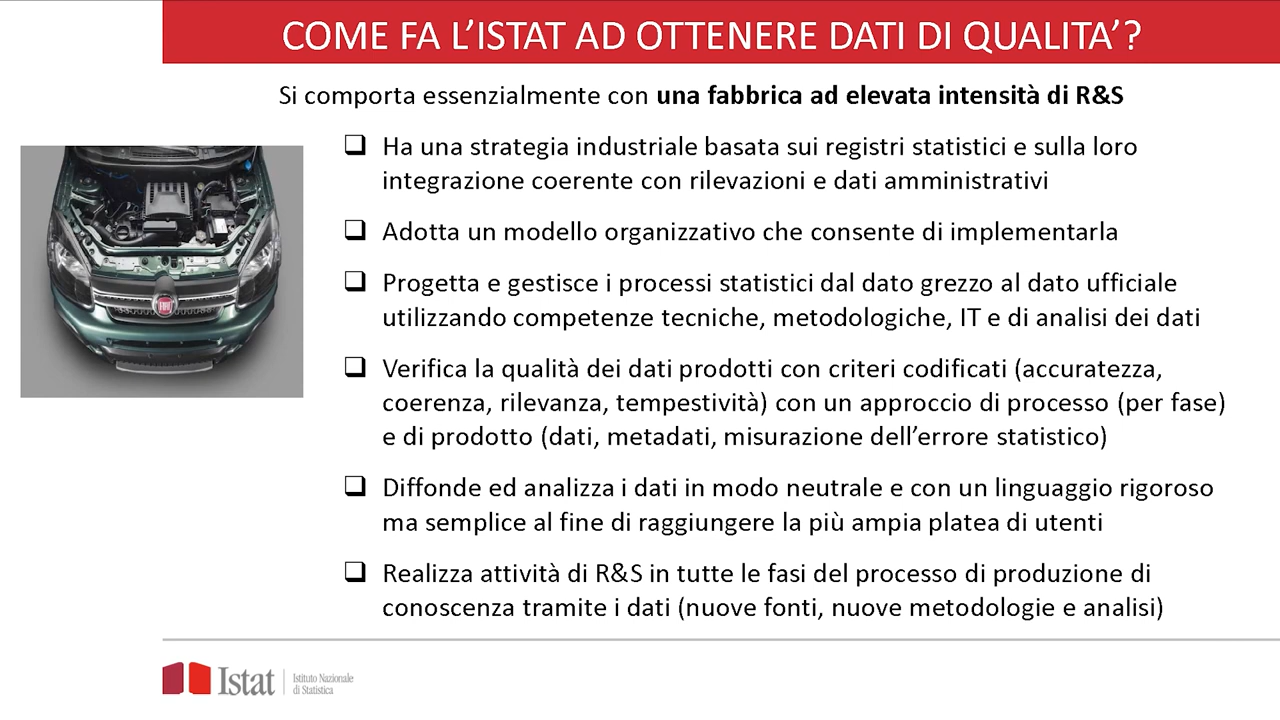 COME FA L'ISTAT AD OTTENERE DATI DI QUALITA'?
Si comporta essenzialmente con una fabbrica ad elevata intensità di R&S
Ha una strategia industriale basata sui registri statistici e sulla loro
integrazione coerente con rilevazioni e dati amministrativi
Adotta un modello organizzativo che consente di implementarla
Progetta e gestisce i processi statistici dal dato grezzo al dato ufficiale
utilizzando competenze tecniche, metodologiche, IT e di analisi dei dati
Verifica la qualità dei dati prodotti con criteri codificati (accuratezza,
coerenza, rilevanza, tempestività) con un approccio di processo (per fase)
e di prodotto (dati, metadati, misurazione dell'errore statistico)
Diffonde ed analizza i dati in modo neutrale e con un linguaggio rigoroso
ma semplice al fine di raggiungere la più ampia platea di utenti
Realizza attività di R&S in tutte le fasi del processo di produzione di
conoscenza tramite i dati (nuove fonti, nuove metodologie e analisi)
FIAT
Istat
Istituto Nazionale
di Statistica